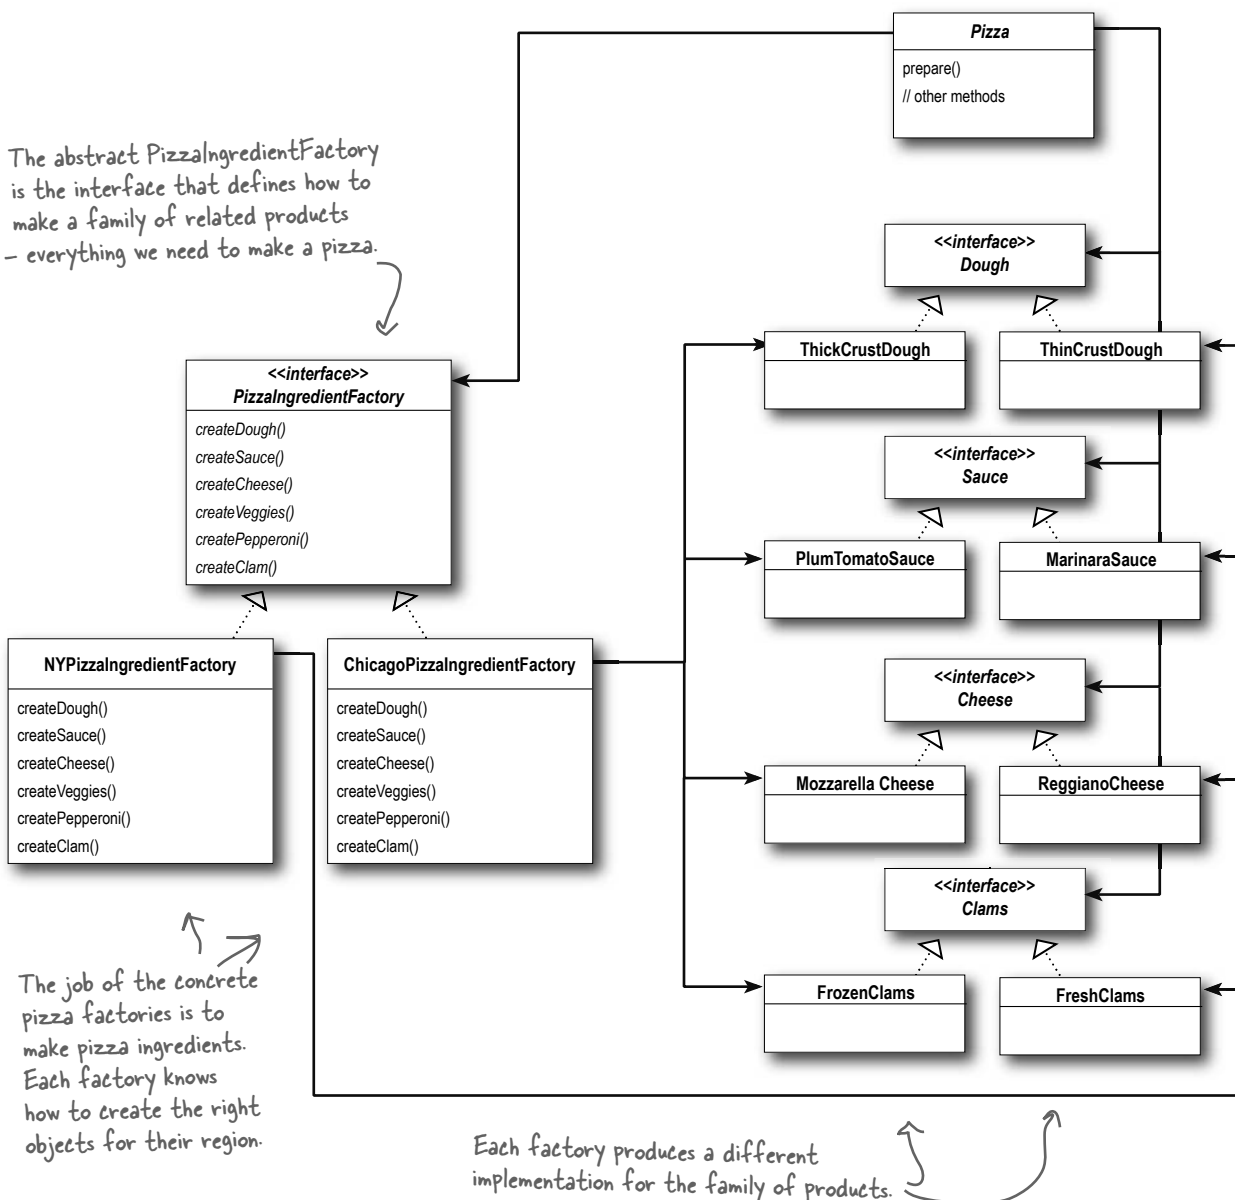 Pizza
prepare()
// other methods
The abstract PizzaIngredientFactory
is the interface that defines how to
make a family of related products
– everything we need to make a pizza.
<<interface>>
PizzaIngredientFactory
createDough()
createSauce()
createCheese()
createVeggies()
createPepperoni()
createClam()
NYPizzaIngredientFactory
createDough()
createSauce()
createCheese()
createVeggies()
createPepperoni()
createClam()
ChicagoPizzaIngredientFactory
createDough()
createSauce()
createCheese()
createVeggies()
createPepperoni()
createClam()
<<interface>>
Dough
ThickCrustDough
ThinCrustDough
<<interface>>
Sauce
PlumTomatoSauce
MarinaraSauce
<<interface>>
Cheese
Mozzarella Cheese
ReggianoCheese
<<interface>>
Clams
FrozenClams
FreshClams
The job of the concrete
pizza factories is to
make pizza ingredients.
Each factory knows
how to create the right
objects for their region.
Each factory produces a different
implementation for the family of products.